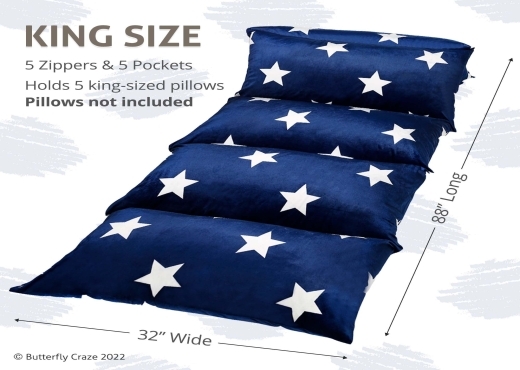 KING SIZE
5 Zippers & 5 Pockets
Holds 5 king-sized pillows
Pillows not included
88” Long
32” Wide
© Butterfly Craze 2022